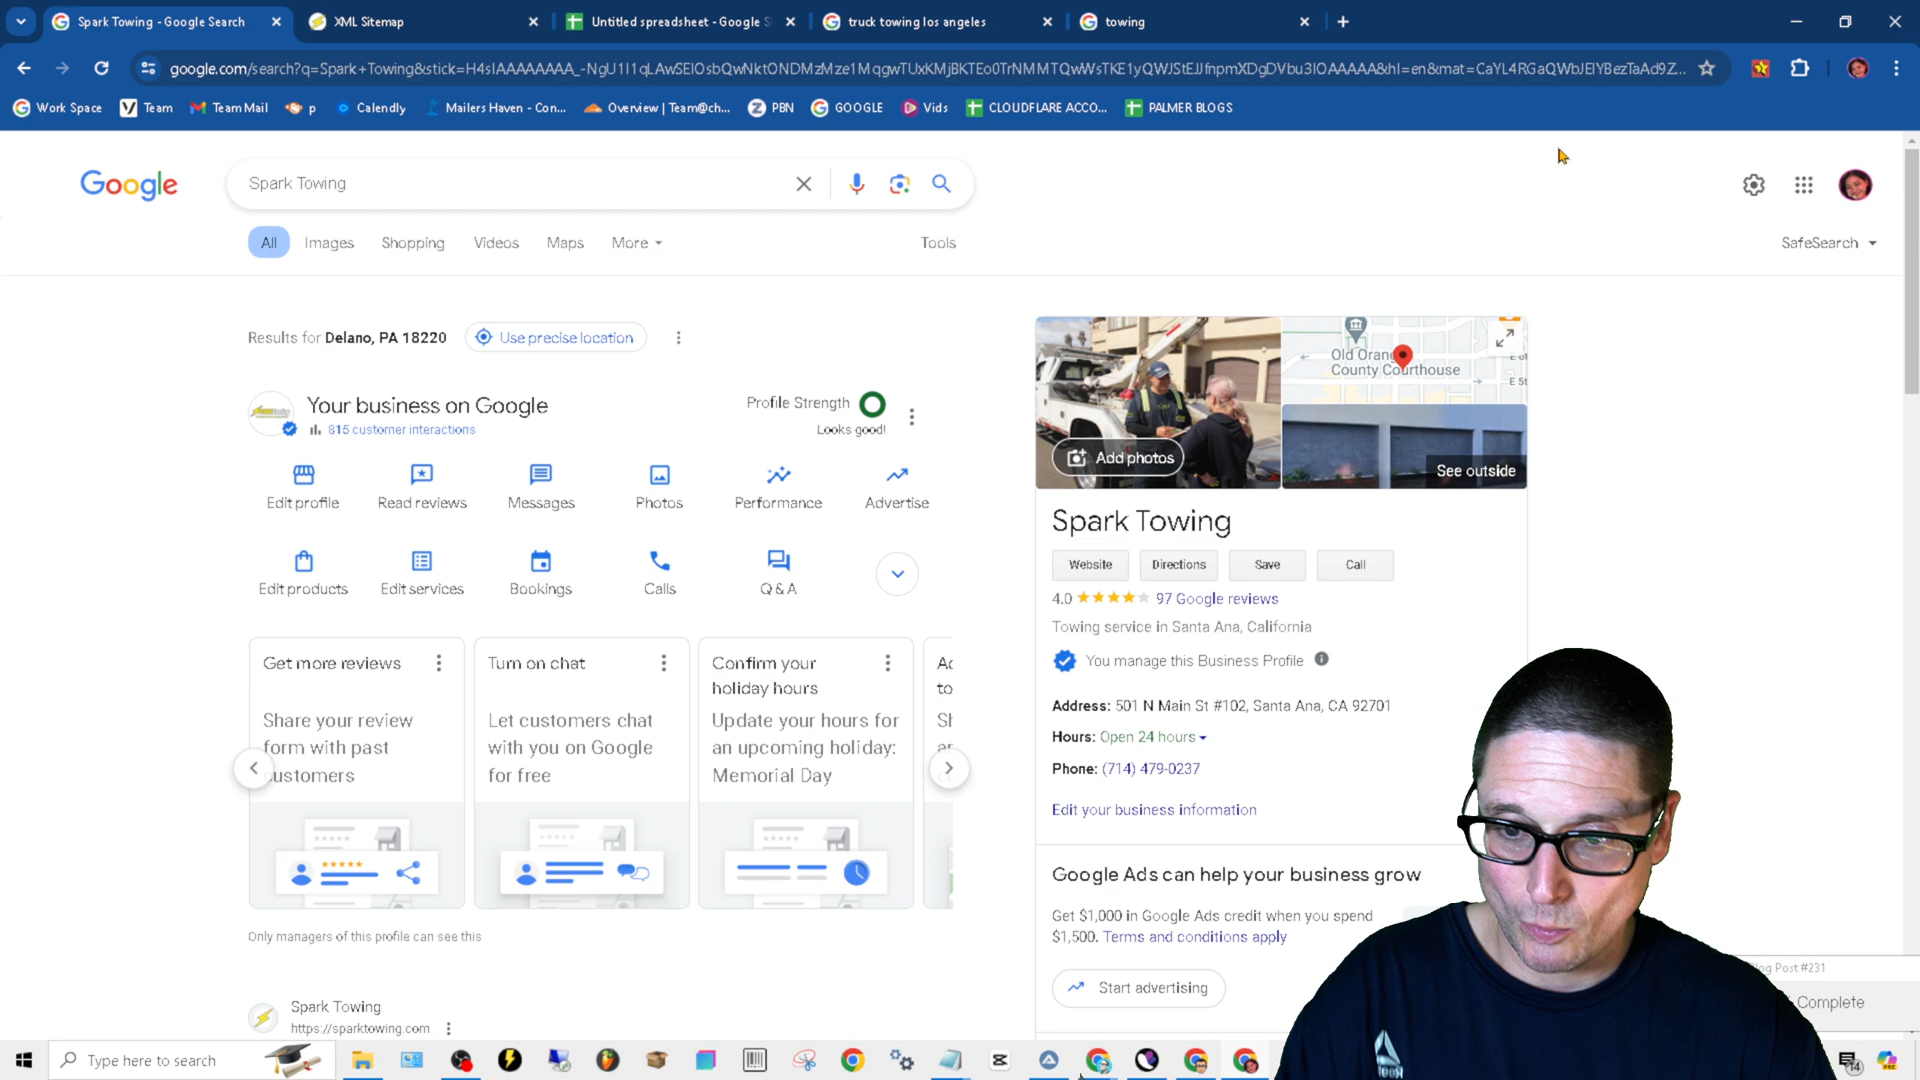 Spark Towing - Google Search
XML Sitemap
Untitled spreadsheet - Google S
truck towing los angeles
towing
Work Space
Team
Team Mail
p
Calendly
Mailers Haven - Con...
Overview | Team@ch...
PBN
GOOGLE
Vids
CLOUDFLARE ACCO...
PALMER BLOGS
Google
Spark Towing
All
Images
Shopping
Videos
Maps
More
Tools
SafeSearch
Results for Delano, PA 18220
Use precise location
Your business on Google
815 customer interactions
Profile Strength
Looks good!
Edit profile
Read reviews
Messages
Photos
Performance
Advertise
Edit products
Edit services
Bookings
Calls
Q & A
Get more reviews
Share your review
form with past
customers
Turn on chat
Let customers chat
with you on Google
for free
Confirm your
holiday hours
Update your hours for
an upcoming holiday:
Memorial Day
Only managers of this profile can see this
Spark Towing
https://sparktowing.com
Old Orang
County Courthouse
E 5t
Add photos
See outside
Spark Towing
Website
Directions
Save
Call
4.0
97 Google reviews
Towing service in Santa Ana, California
You manage this Business Profile
Address: 501 N Main St #102, Santa Ana, CA 92701
Hours: Open 24 hours
Phone: (714) 479-0237
Edit your business information
Google Ads can help your business grow
Get $1,000 in Google Ads credit when you spend
$1,500. Terms and conditions apply
Start advertising
log Post #231
Complete
Type here to search
14